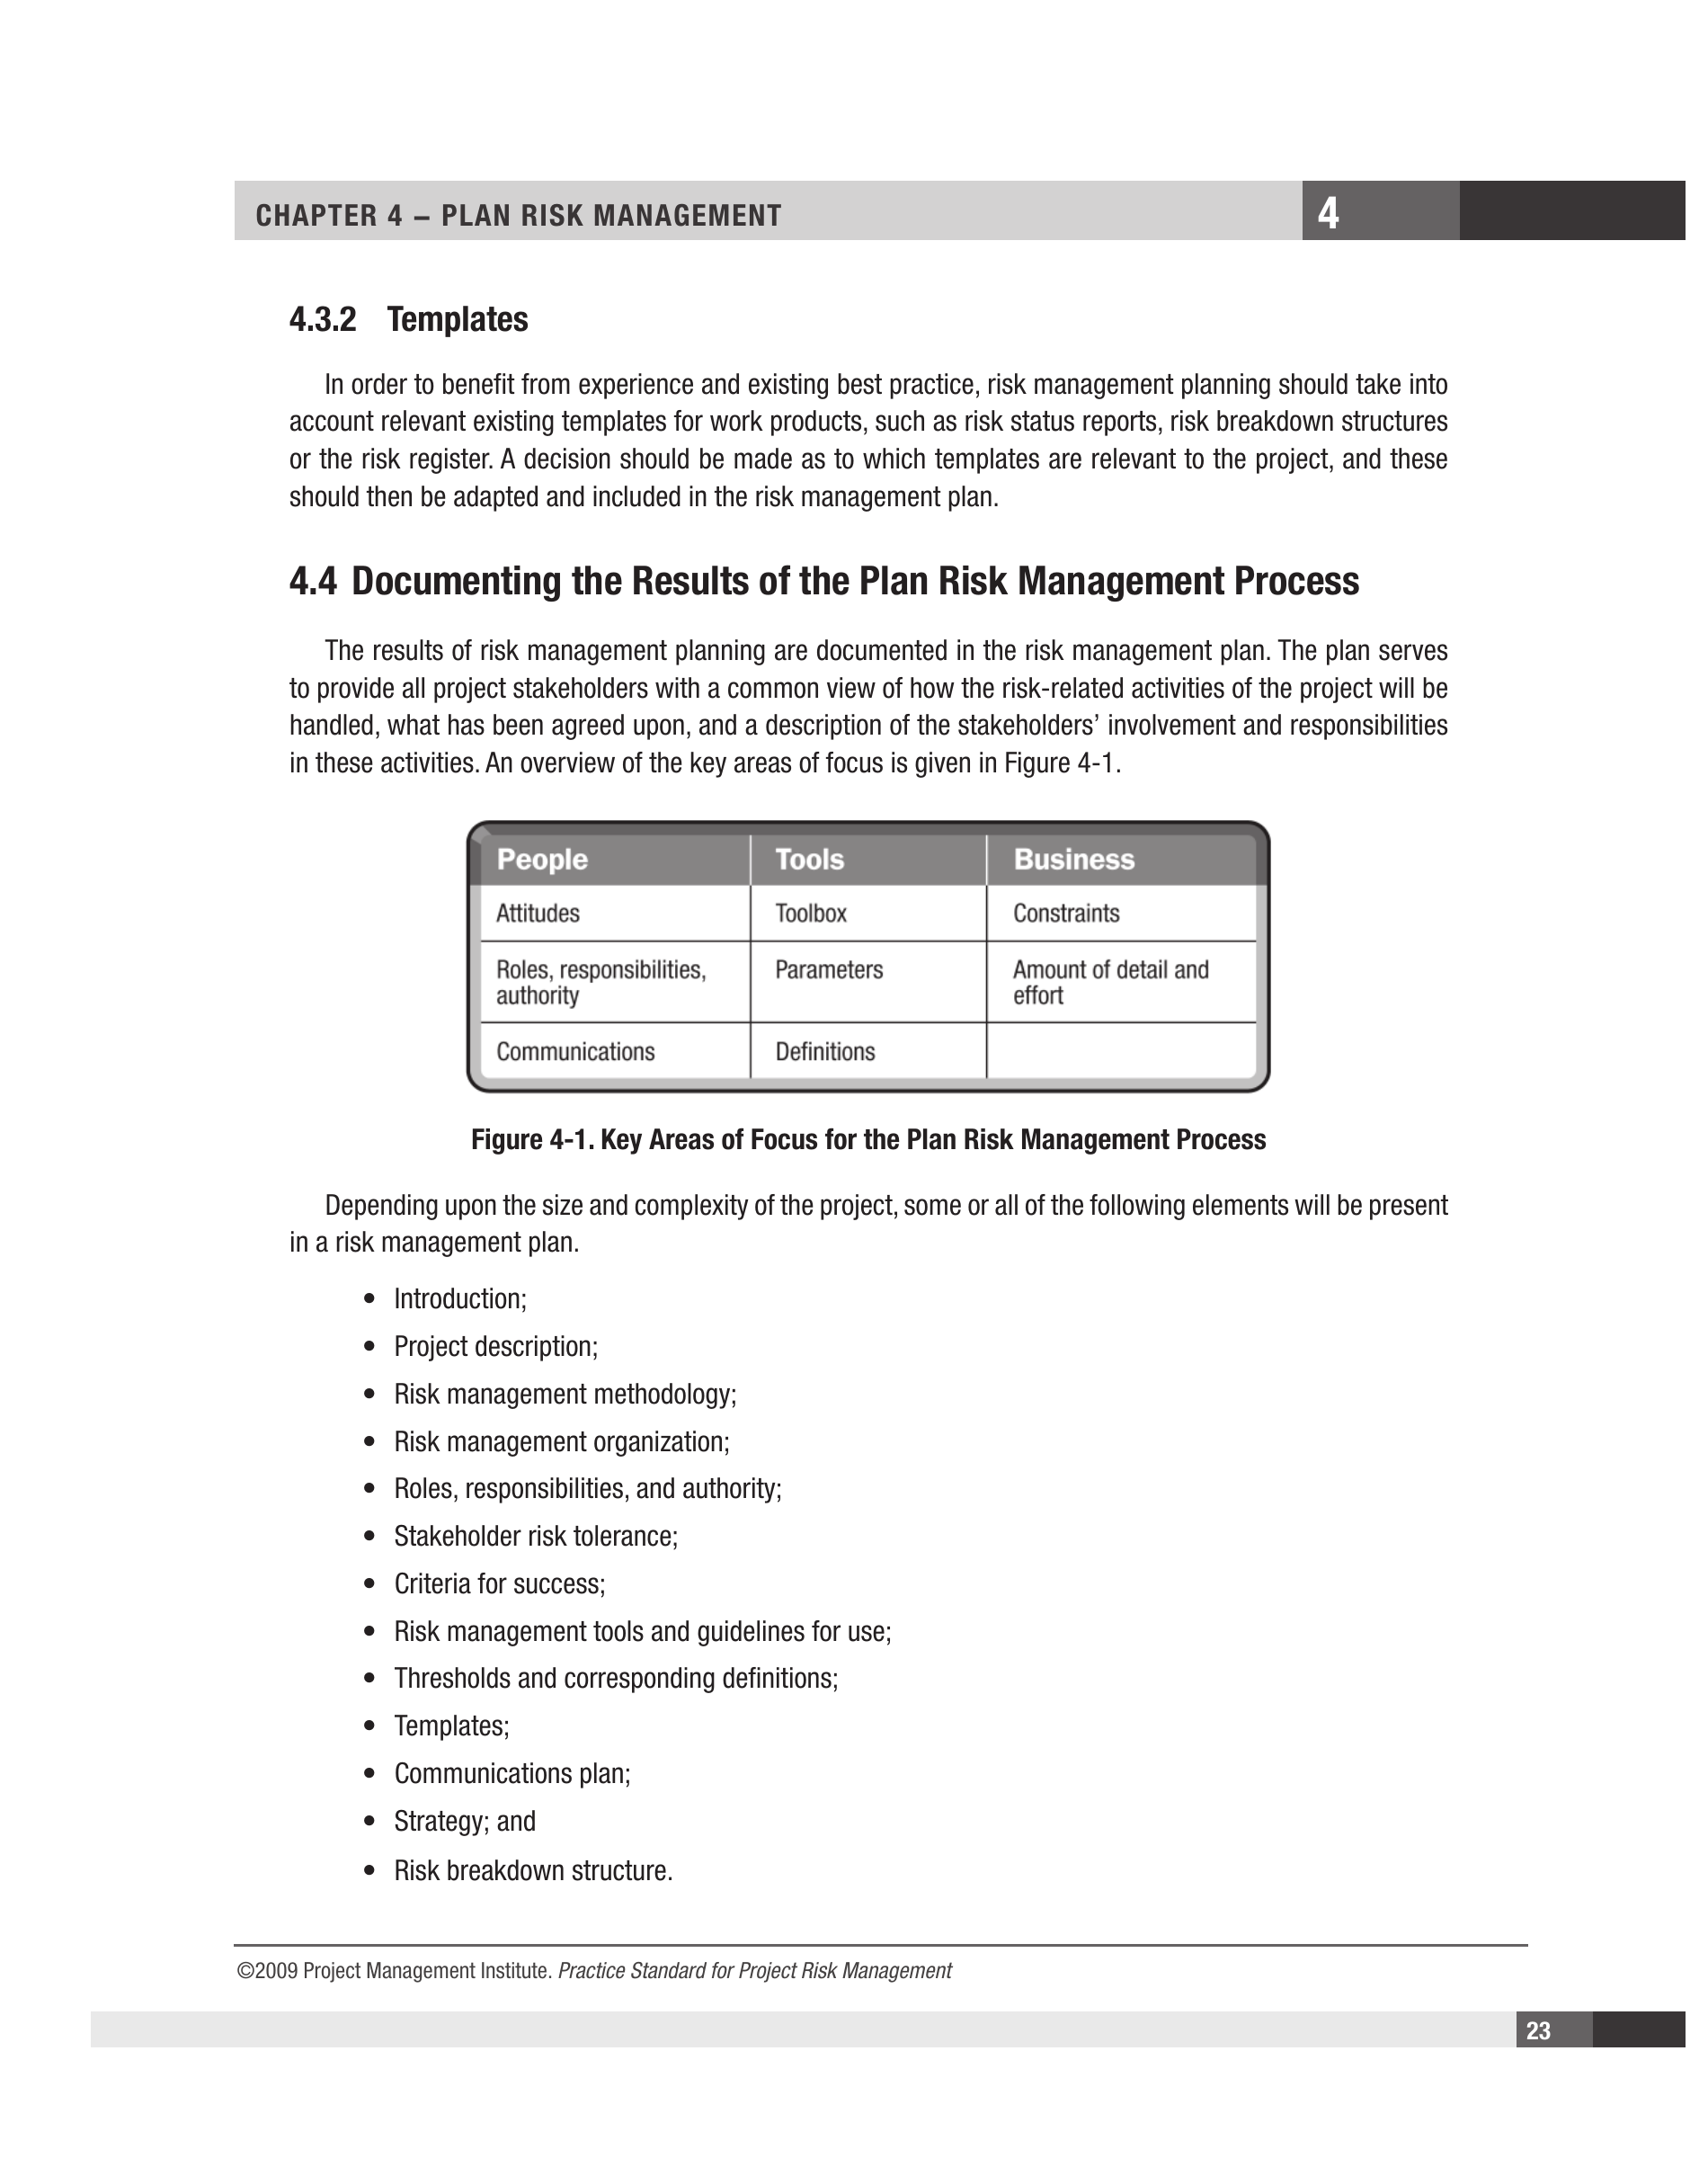 CHAPTER 4 – PLAN RISK MANAGEMENT
4
4.3.2 Templates
In order to benefit from experience and existing best practice, risk management planning should take into
account relevant existing templates for work products, such as risk status reports, risk breakdown structures
or the risk register. A decision should be made as to which templates are relevant to the project, and these
should then be adapted and included in the risk management plan.
4.4 Documenting the Results of the Plan Risk Management Process
The results of risk management planning are documented in the risk management plan. The plan serves
to provide all project stakeholders with a common view of how the risk-related activities of the project will be
handled, what has been agreed upon, and a description of the stakeholders’ involvement and responsibilities
in these activities. An overview of the key areas of focus is given in Figure 4-1.
People Tools Business
Attitudes Toolbox Constraints
Roles, responsibilities, Parameters Amount of detail and
authority effort
Communications Definitions
Figure 4-1. Key Areas of Focus for the Plan Risk Management Process
Depending upon the size and complexity of the project, some or all of the following elements will be present
in a risk management plan.
• Introduction;
• Project description;
• Risk management methodology;
• Risk management organization;
• Roles, responsibilities, and authority;
• Stakeholder risk tolerance;
• Criteria for success;
• Risk management tools and guidelines for use;
• Thresholds and corresponding definitions;
• Templates;
• Communications plan;
• Strategy; and
• Risk breakdown structure.
©2009 Project Management Institute. Practice Standard for Project Risk Management
23